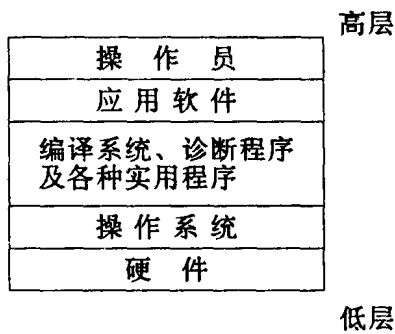 高层
操作员
应用软件
编译系统、诊断程序
及各种实用程序
操作系统
硬件
低层